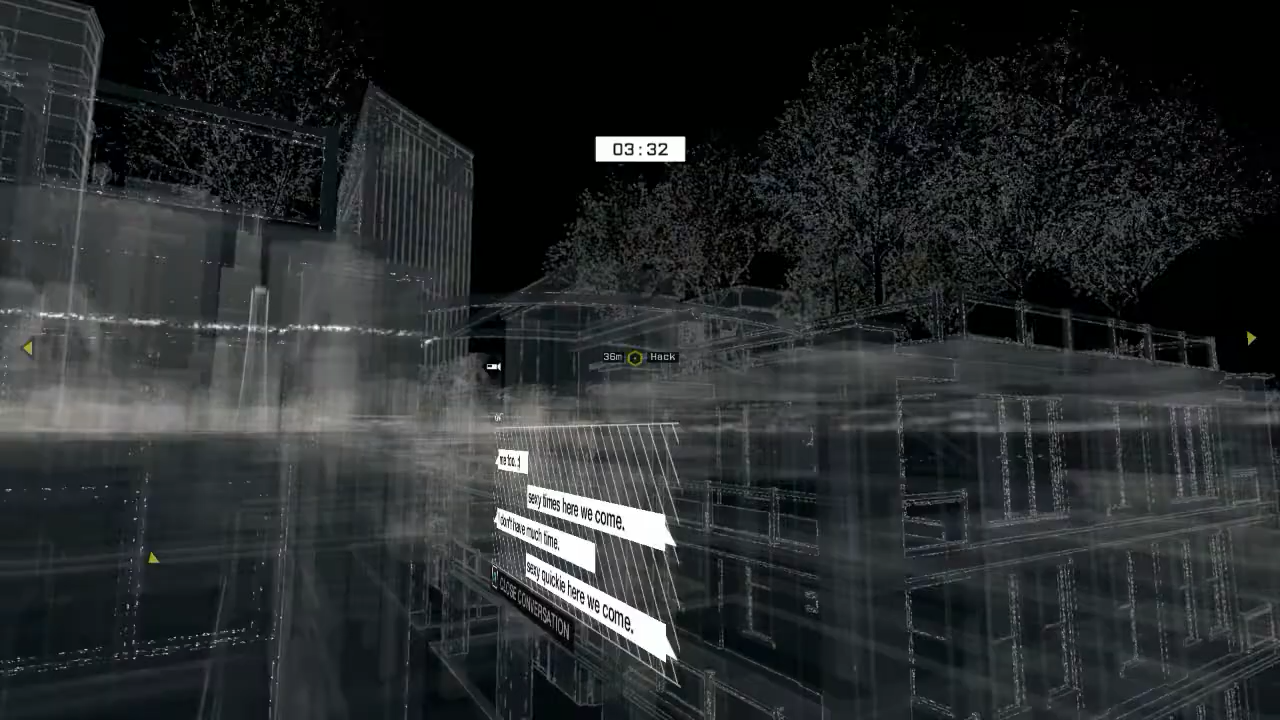 03:32
36m Hack
me too. ;)
sexy times here we come.
don't have much time.
sexy quickie here we come.
CLOSE CONVERSATION